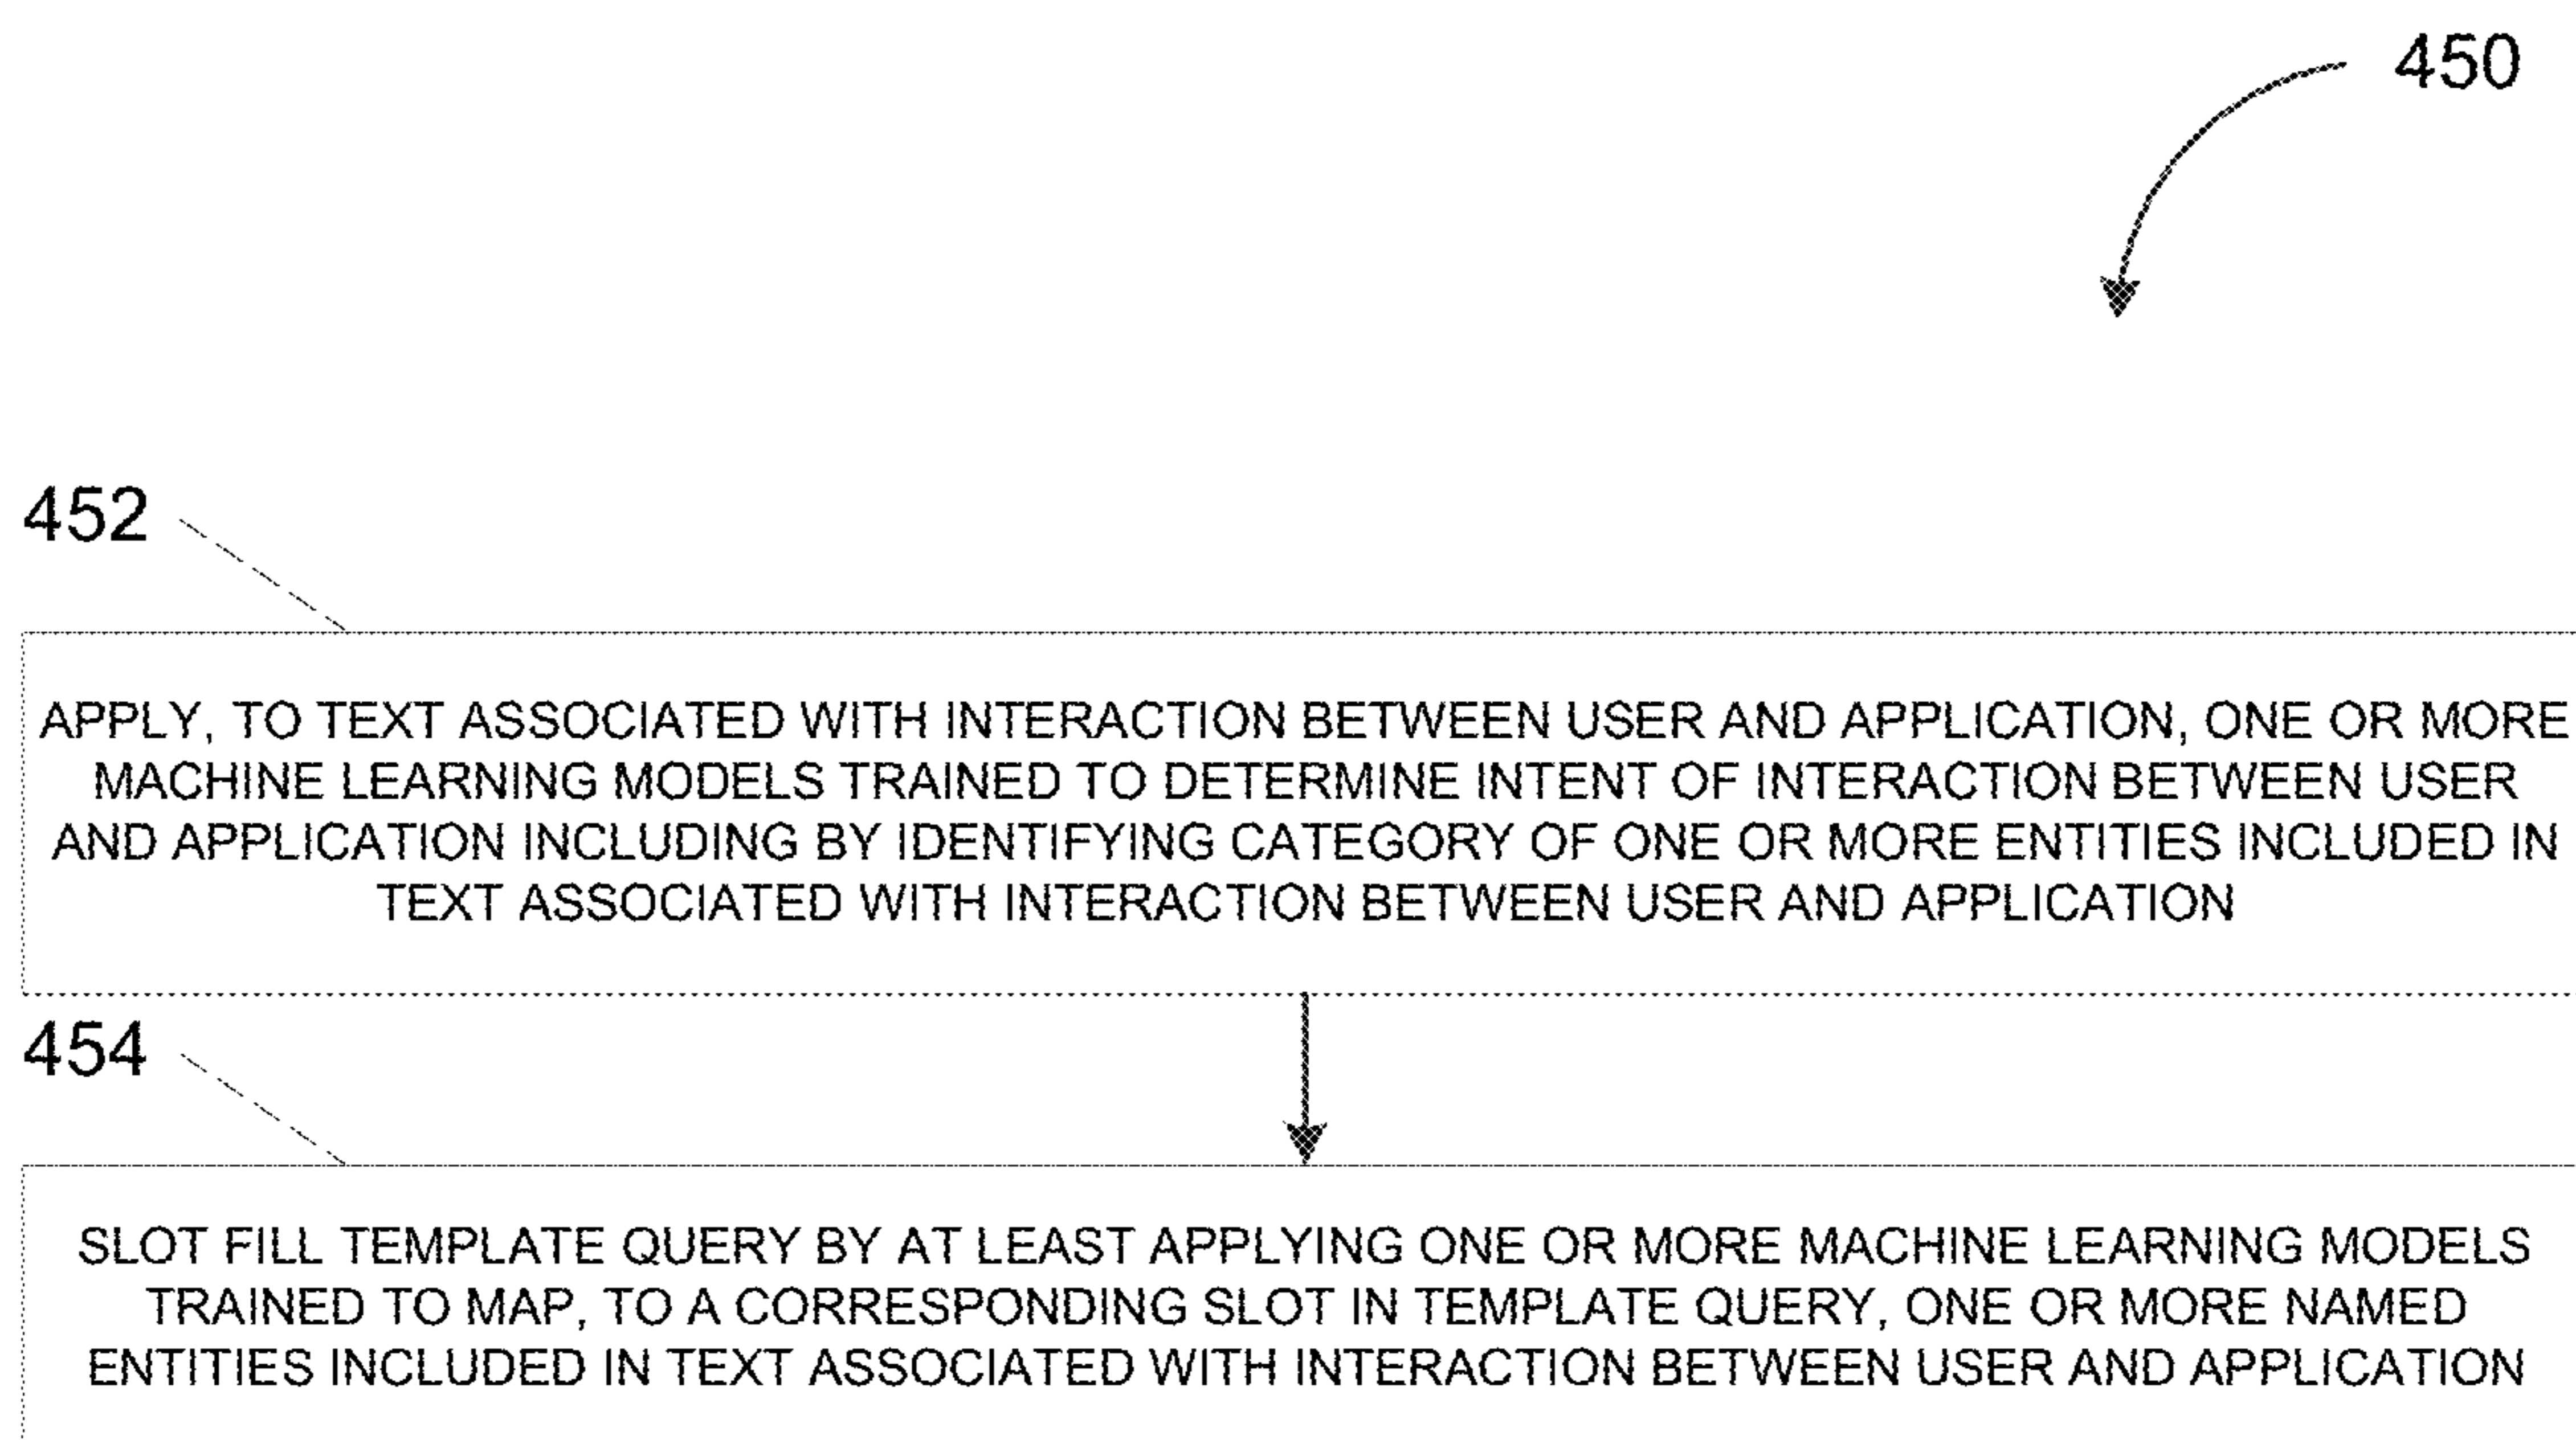 450
452
APPLY, TO TEXT ASSOCIATED WITH INTERACTION BETWEEN USER AND APPLICATION, ONE OR MORE
MACHINE LEARNING MODELS TRAINED TO DETERMINE INTENT OF INTERACTION BETWEEN USER
AND APPLICATION INCLUDING BY IDENTIFYING CATEGORY OF ONE OR MORE ENTITIES INCLUDED IN
TEXT ASSOCIATED WITH INTERACTION BETWEEN USER AND APPLICATION
454
SLOT FILL TEMPLATE QUERY BY AT LEAST APPLYING ONE OR MORE MACHINE LEARNING MODELS
TRAINED TO MAP, TO A CORRESPONDING SLOT IN TEMPLATE QUERY, ONE OR MORE NAMED
ENTITIES INCLUDED IN TEXT ASSOCIATED WITH INTERACTION BETWEEN USER AND APPLICATION